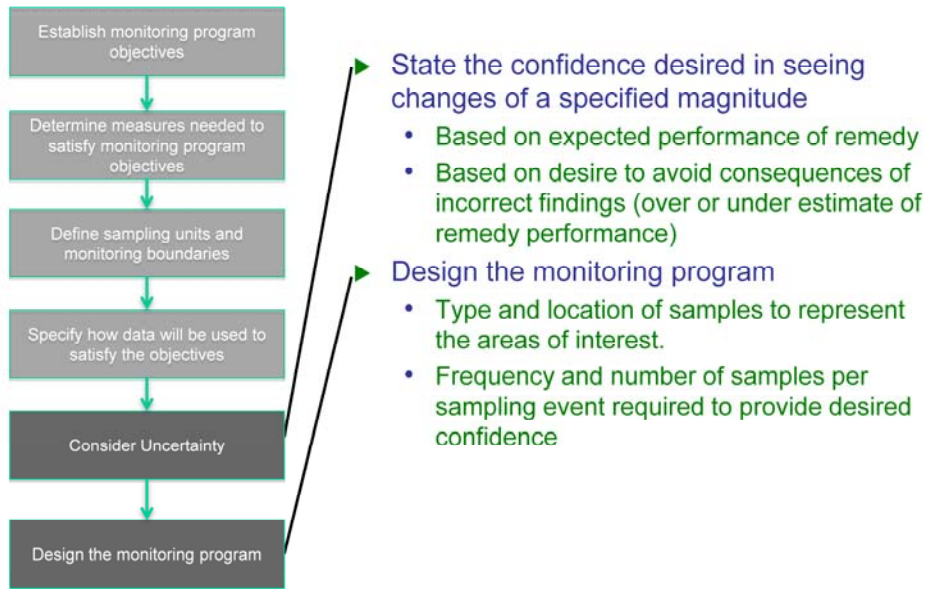 Establish monitoring program
objectives
Determine measures needed to
satisfy monitoring program
objectives
Define sampling units and
monitoring boundaries
Specify how data will be used to
satisfy the objectives
Consider Uncertainty
Design the monitoring program
State the confidence desired in seeing
changes of a specified magnitude
• Based on expected performance of remedy
• Based on desire to avoid consequences of
incorrect findings (over or under estimate of
remedy performance)
Design the monitoring program
• Type and location of samples to represent
the areas of interest.
• Frequency and number of samples per
sampling event required to provide desired
confidence